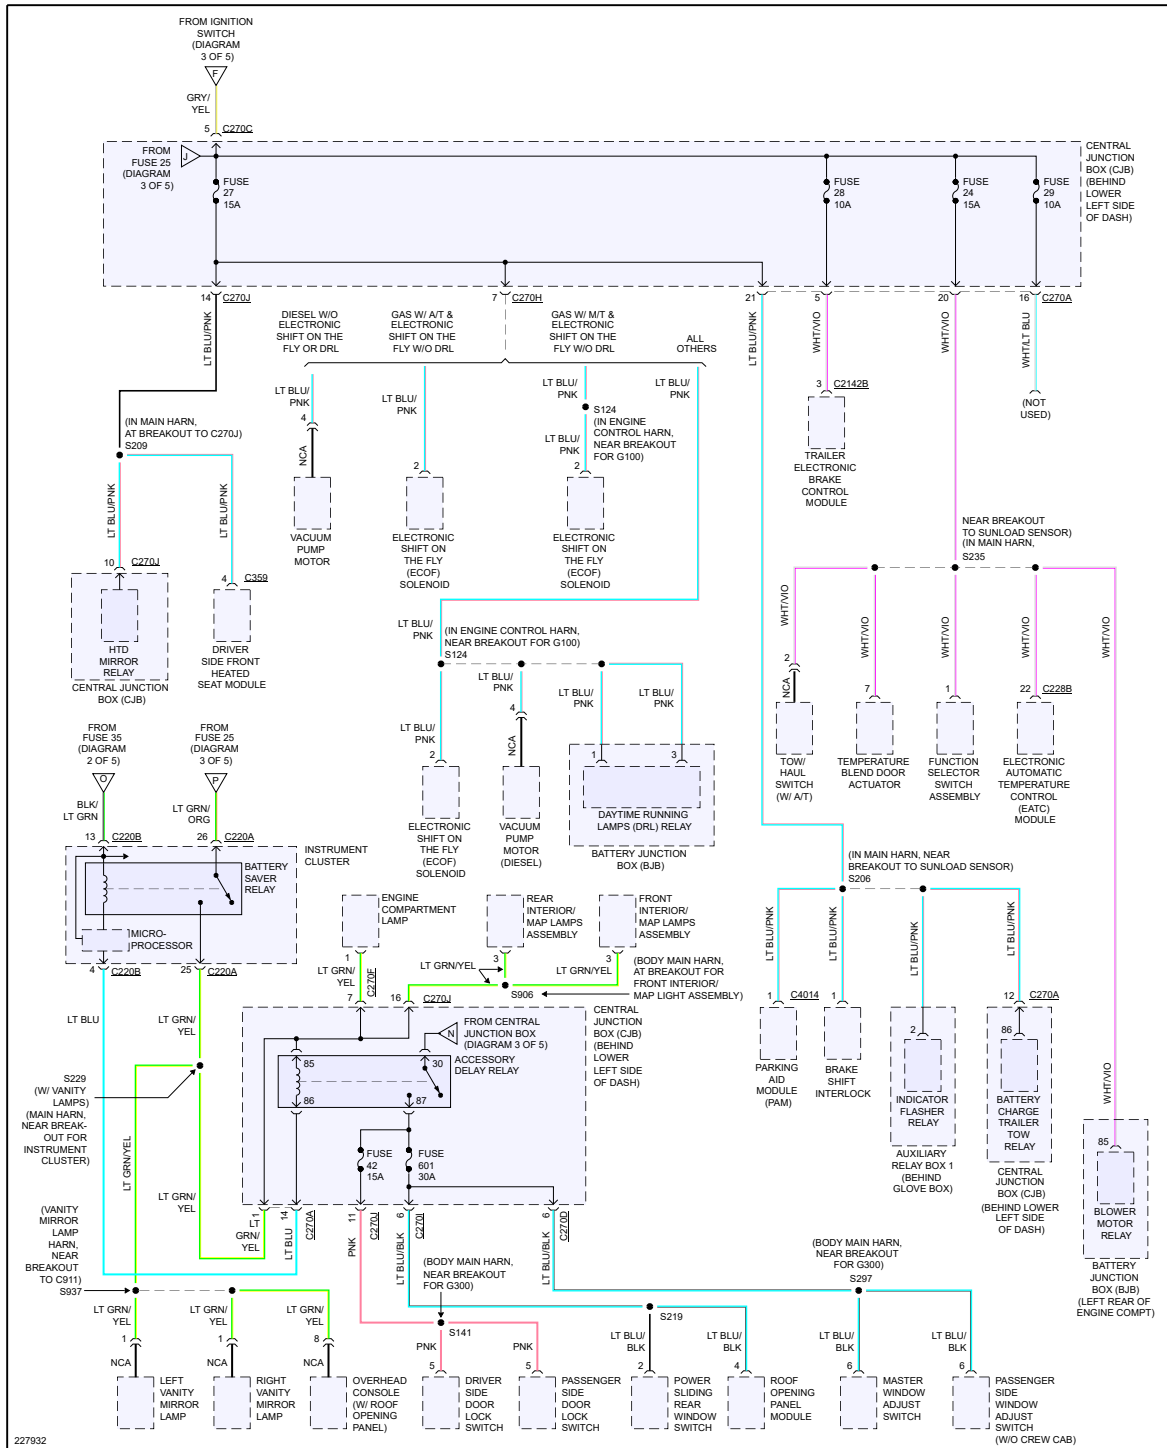 FROM IGNITION
SWITCH
(DIAGRAM
3 OF 5)
F
GRY/
YEL
5 C270C
FROM
FUSE 25
(DIAGRAM
3 OF 5)
J
FUSE
27
15A
FUSE
28
10A
FUSE
24
15A
FUSE
29
10A
CENTRAL
JUNCTION
BOX (CJB)
(BEHIND
LOWER
LEFT SIDE
OF DASH)
14 C270J
7 C270H
21
5
20
16 C270A
LT BLU/PNK
DIESEL W/O
ELECTRONIC
SHIFT ON THE
FLY OR DRL
GAS W/ A/T &
ELECTRONIC
SHIFT ON THE
FLY W/O DRL
GAS W/ M/T &
ELECTRONIC
SHIFT ON THE
FLY W/O DRL
ALL
OTHERS
LT BLU/PNK
WHT/VIO
WHT/VIO
WHT/LT BLU
LT BLU/
PNK
4
NCA
VACUUM
PUMP
MOTOR
LT BLU/
PNK
2
ELECTRONIC
SHIFT ON
THE FLY
(ECOF)
SOLENOID
LT BLU/
PNK
S124
(IN ENGINE
CONTROL HARN,
NEAR BREAKOUT
FOR G100)
LT BLU/
PNK
2
ELECTRONIC
SHIFT ON
THE FLY
(ECOF)
SOLENOID
LT BLU/
PNK
3 C2142B
TRAILER
ELECTRONIC
BRAKE
CONTROL
MODULE
(NOT
USED)
(IN MAIN HARN,
AT BREAKOUT TO C270J)
S209
LT BLU/PNK
LT BLU/PNK
10 C270J
HTD
MIRROR
RELAY
CENTRAL JUNCTION
BOX (CJB)
4 C359
DRIVER
SIDE FRONT
HEATED
SEAT MODULE
NEAR BREAKOUT
TO SUNLOAD SENSOR)
(IN MAIN HARN,
S235
WHT/VIO
WHT/VIO
WHT/VIO
WHT/VIO
WHT/VIO
2
NCA
TOW/
HAUL
SWITCH
(W/ A/T)
7
TEMPERATURE
BLEND DOOR
ACTUATOR
1
FUNCTION
SELECTOR
SWITCH
ASSEMBLY
22 C228B
ELECTRONIC
AUTOMATIC
TEMPERATURE
CONTROL
(EATC)
MODULE
LT BLU/
PNK
(IN ENGINE CONTROL HARN,
NEAR BREAKOUT FOR G100)
S124
LT BLU/
PNK
2
ELECTRONIC
SHIFT ON
THE FLY
(ECOF)
SOLENOID
LT BLU/
PNK
4
NCA
VACUUM
PUMP
MOTOR
(DIESEL)
LT BLU/
PNK
LT BLU/
PNK
1
3
DAYTIME RUNNING
LAMPS (DRL) RELAY
BATTERY JUNCTION
BOX (BJB)
FROM
FUSE 35
(DIAGRAM
2 OF 5)
O
BLK/
LT GRN
FROM
FUSE 25
(DIAGRAM
3 OF 5)
P
LT GRN/
ORG
13 C220B
26 C220A
INSTRUMENT
CLUSTER
BATTERY
SAVER
RELAY
MICRO-
PROCESSOR
4 C220B
25 C220A
LT BLU
LT GRN/
YEL
ENGINE
COMPARTMENT
LAMP
1
LT GRN/
YEL
C270F
7
REAR
INTERIOR/
MAP LAMPS
ASSEMBLY
3
LT GRN/YEL
FRONT
INTERIOR/
MAP LAMPS
ASSEMBLY
3
LT GRN/YEL
16 C270J
S906
(BODY MAIN HARN,
AT BREAKOUT FOR
FRONT INTERIOR/
MAP LIGHT ASSEMBLY)
(IN MAIN HARN, NEAR
BREAKOUT TO SUNLOAD SENSOR)
S206
LT BLU/PNK
LT BLU/PNK
LT BLU/PNK
LT BLU/PNK
1 C4014
PARKING
AID
MODULE
(PAM)
1
BRAKE
SHIFT
INTERLOCK
2
INDICATOR
FLASHER
RELAY
AUXILIARY
RELAY BOX 1
(BEHIND
GLOVE BOX)
12 C270A
86
BATTERY
CHARGE
TRAILER
TOW
RELAY
CENTRAL
JUNCTION
BOX (CJB)
(BEHIND LOWER
LEFT SIDE
OF DASH)
WHT/VIO
85
BLOWER
MOTOR
RELAY
BATTERY
JUNCTION
BOX (BJB)
(LEFT REAR OF
ENGINE COMPT)
FROM CENTRAL
JUNCTION BOX
(DIAGRAM 3 OF 5)
N
CENTRAL
JUNCTION
BOX (CJB)
(BEHIND
LOWER
LEFT SIDE
OF DASH)
ACCESSORY
DELAY RELAY
85
30
86
87
FUSE
42
15A
FUSE
601
30A
S229
(W/ VANITY
LAMPS)
(MAIN HARN,
NEAR BREAK-
OUT FOR
INSTRUMENT
CLUSTER)
LT GRN/YEL
LT GRN/
YEL
1
LT
GRN/
YEL
14
C270A
LT BLU
11
C270J
PNK
6
C270I
LT BLU/BLK
6
C270D
LT BLU/BLK
(VANITY
MIRROR
LAMP
HARN,
NEAR
BREAKOUT
TO C911)
S937
(BODY MAIN HARN,
NEAR BREAKOUT
FOR G300)
S141
S219
(BODY MAIN HARN,
NEAR BREAKOUT
FOR G300)
S297
LT GRN/
YEL
1
NCA
LEFT
VANITY
MIRROR
LAMP
LT GRN/
YEL
1
NCA
RIGHT
VANITY
MIRROR
LAMP
LT GRN/
YEL
8
NCA
OVERHEAD
CONSOLE
(W/ ROOF
OPENING
PANEL)
PNK
5
DRIVER
SIDE
DOOR
LOCK
SWITCH
PNK
5
PASSENGER
SIDE
DOOR
LOCK
SWITCH
LT BLU/
BLK
2
POWER
SLIDING
REAR
WINDOW
SWITCH
LT BLU/
BLK
4
ROOF
OPENING
PANEL
MODULE
LT BLU/
BLK
6
MASTER
WINDOW
ADJUST
SWITCH
LT BLU/
BLK
6
PASSENGER
SIDE
WINDOW
ADJUST
SWITCH
(W/O CREW CAB)
227932